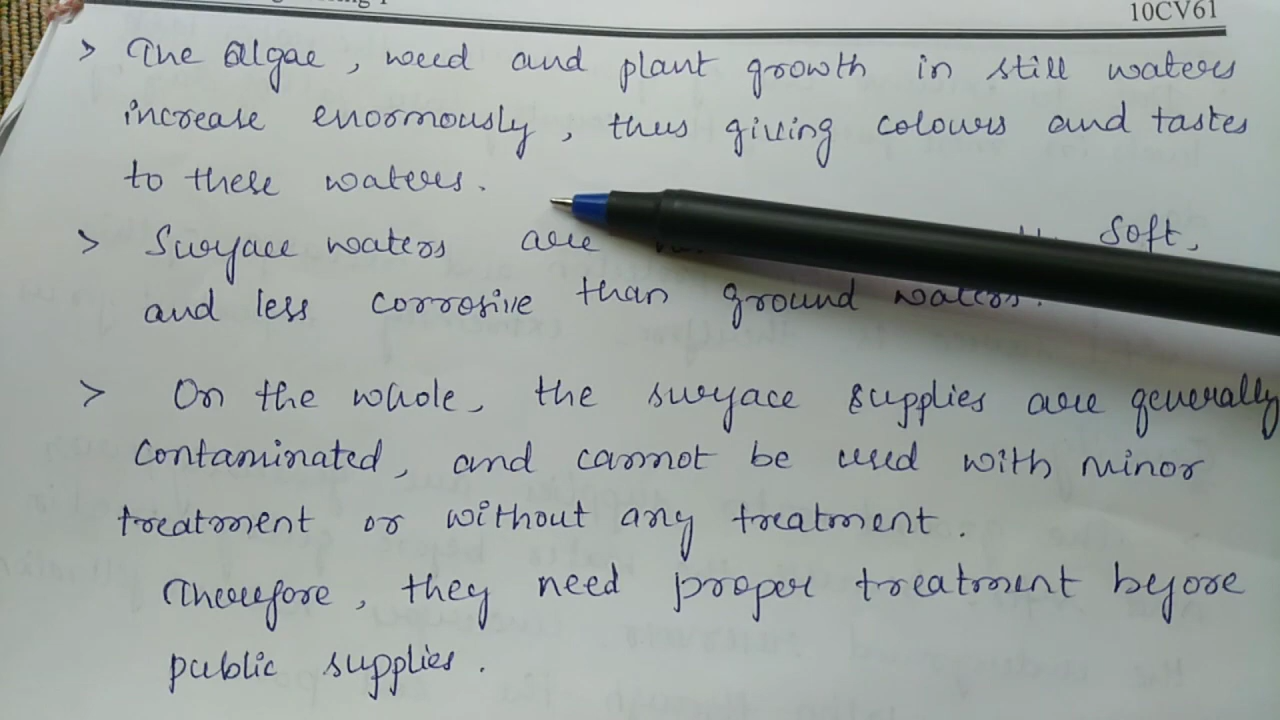 10CV61
> The algae, weed and plant growth in still waters
increase enormously, thus giving colours and tastes
to these waters.
> Surface waters are soft,
and less corrosive than ground waters.
> On the whole, the surface supplies are generally
contaminated, and cannot be used with minor
treatment or without any treatment.
Therefore, they need proper treatment before
public supplies.